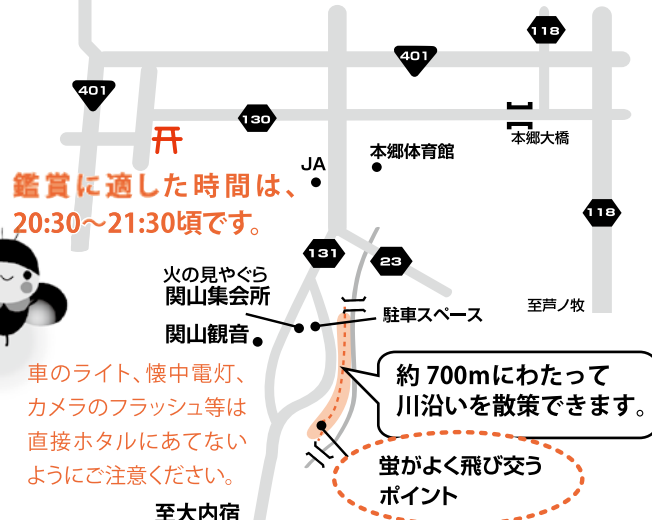 118
401
401
130
本郷大橋
JA
本郷体育館
鑑賞に適した時間は、
20:30〜21:30頃です。
118
131
23
火の見やぐら
関山集会所
駐車スペース
至芦ノ牧
関山観音
車のライト、懐中電灯、
カメラのフラッシュ等は
直接ホタルにあてない
ようにご注意ください。
約 700mにわたって
川沿いを散策できます。
蛍がよく飛び交う
ポイント
至大内宿